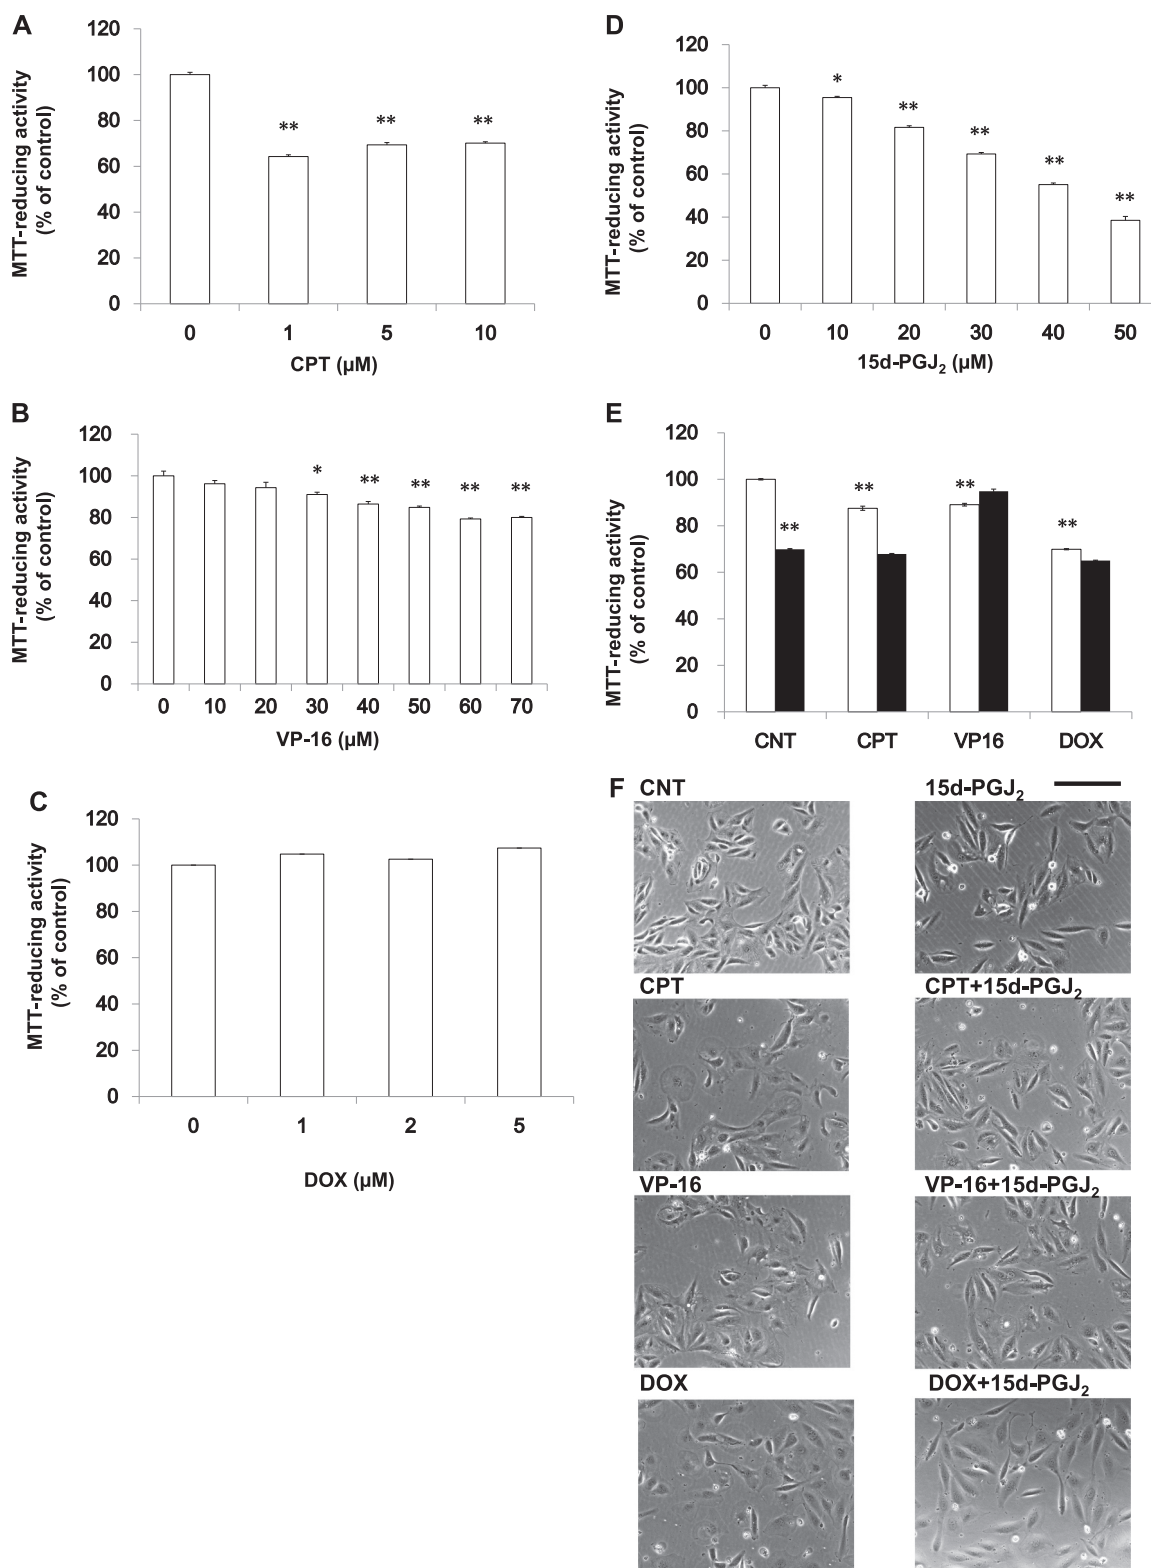 A
MTT-reducing activity
(% of control)
120
100
80
60
40
20
0
** ** **
0 1 5 10
CPT (µM)
B
MTT-reducing activity
(% of control)
120
100
80
60
40
20
0
* ** ** ** **
0 10 20 30 40 50 60 70
VP-16 (µM)
C
MTT-reducing activity
(% of control)
120
100
80
60
40
20
0
0 1 2 5
DOX (µM)
D
MTT-reducing activity
(% of control)
120
100
80
60
40
20
0
* ** ** ** **
0 10 20 30 40 50
15d-PGJ₂ (µM)
E
MTT-reducing activity
(% of control)
120
100
80
60
40
20
0
** ** ** **
CNT CPT VP16 DOX
F
CNT 15d-PGJ₂
CPT CPT+15d-PGJ₂
VP-16 VP-16+15d-PGJ₂
DOX DOX+15d-PGJ₂